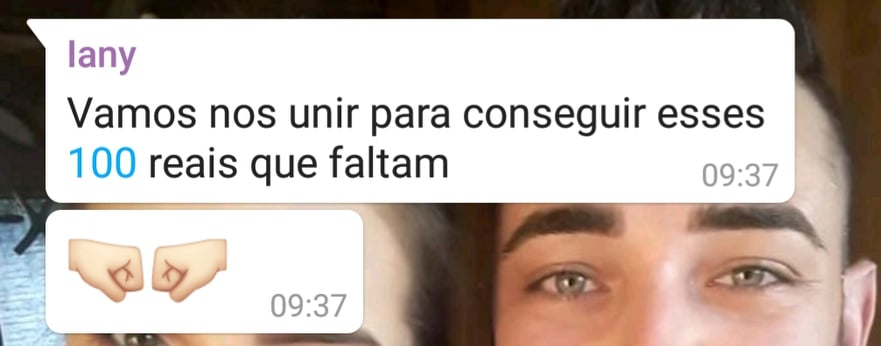 Iany
Vamos nos unir para conseguir esses
100 reais que faltam
09:37
🤛🏻🤜🏻
09:37